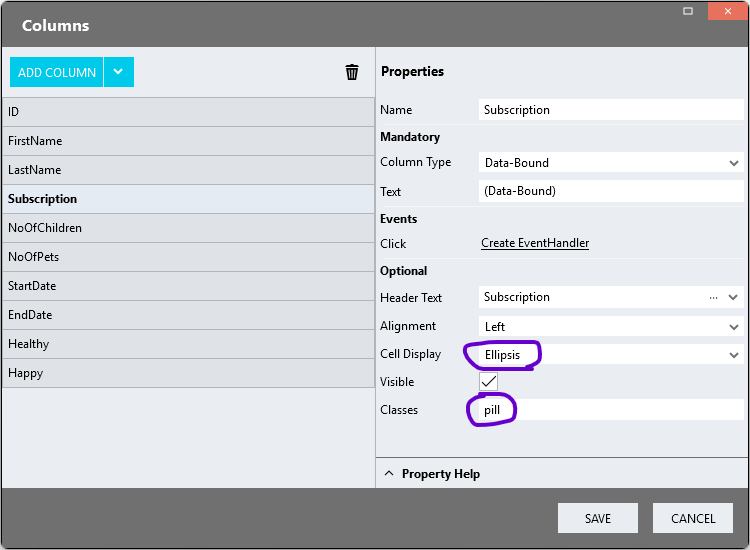 Columns
ADD COLUMN
ID
FirstName
LastName
Subscription
NoOfChildren
NoOfPets
StartDate
EndDate
Healthy
Happy
Properties
Name Subscription
Mandatory
Column Type Data-Bound
Text (Data-Bound)
Events
Click Create EventHandler
Optional
Header Text Subscription ...
Alignment Left
Cell Display Ellipsis
Visible
Classes pill
Property Help
SAVE CANCEL